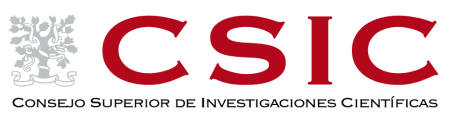 CSIC
CONSEJO SUPERIOR DE INVESTIGACIONES CIENTÍFICAS